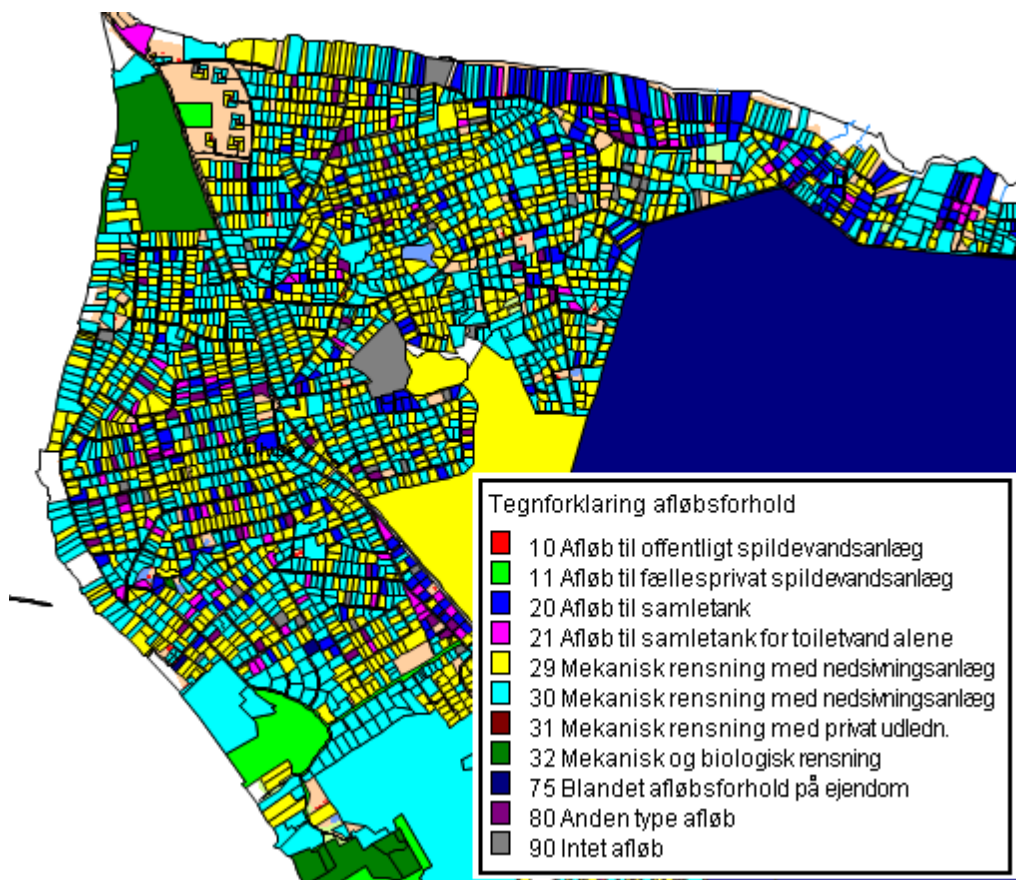 Tegnforklaring afløbsforhold
10 Afløb til offentligt spildevandsanlæg
11 Afløb til fællesprivat spildevandsanlæg
20 Afløb til samletank
21 Afløb til samletank for toiletvand alene
29 Mekanisk rensning med nedsivningsanlæg
30 Mekanisk rensning med nedsivningsanlæg
31 Mekanisk rensning med privat udledn.
32 Mekanisk og biologisk rensning
75 Blandet afløbsforhold på ejendom
80 Anden type afløb
90 Intet afløb